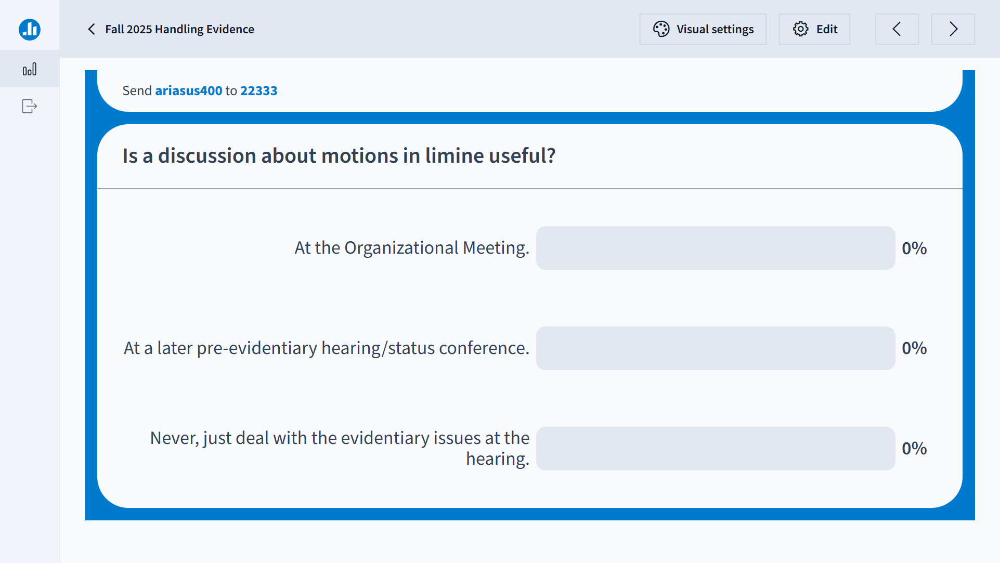 Fall 2025 Handling Evidence
Visual settings
Edit
Send ariasus400 to 22333
Is a discussion about motions in limine useful?
At the Organizational Meeting.
0%
At a later pre-evidentiary hearing/status conference.
0%
Never, just deal with the evidentiary issues at the
hearing.
0%